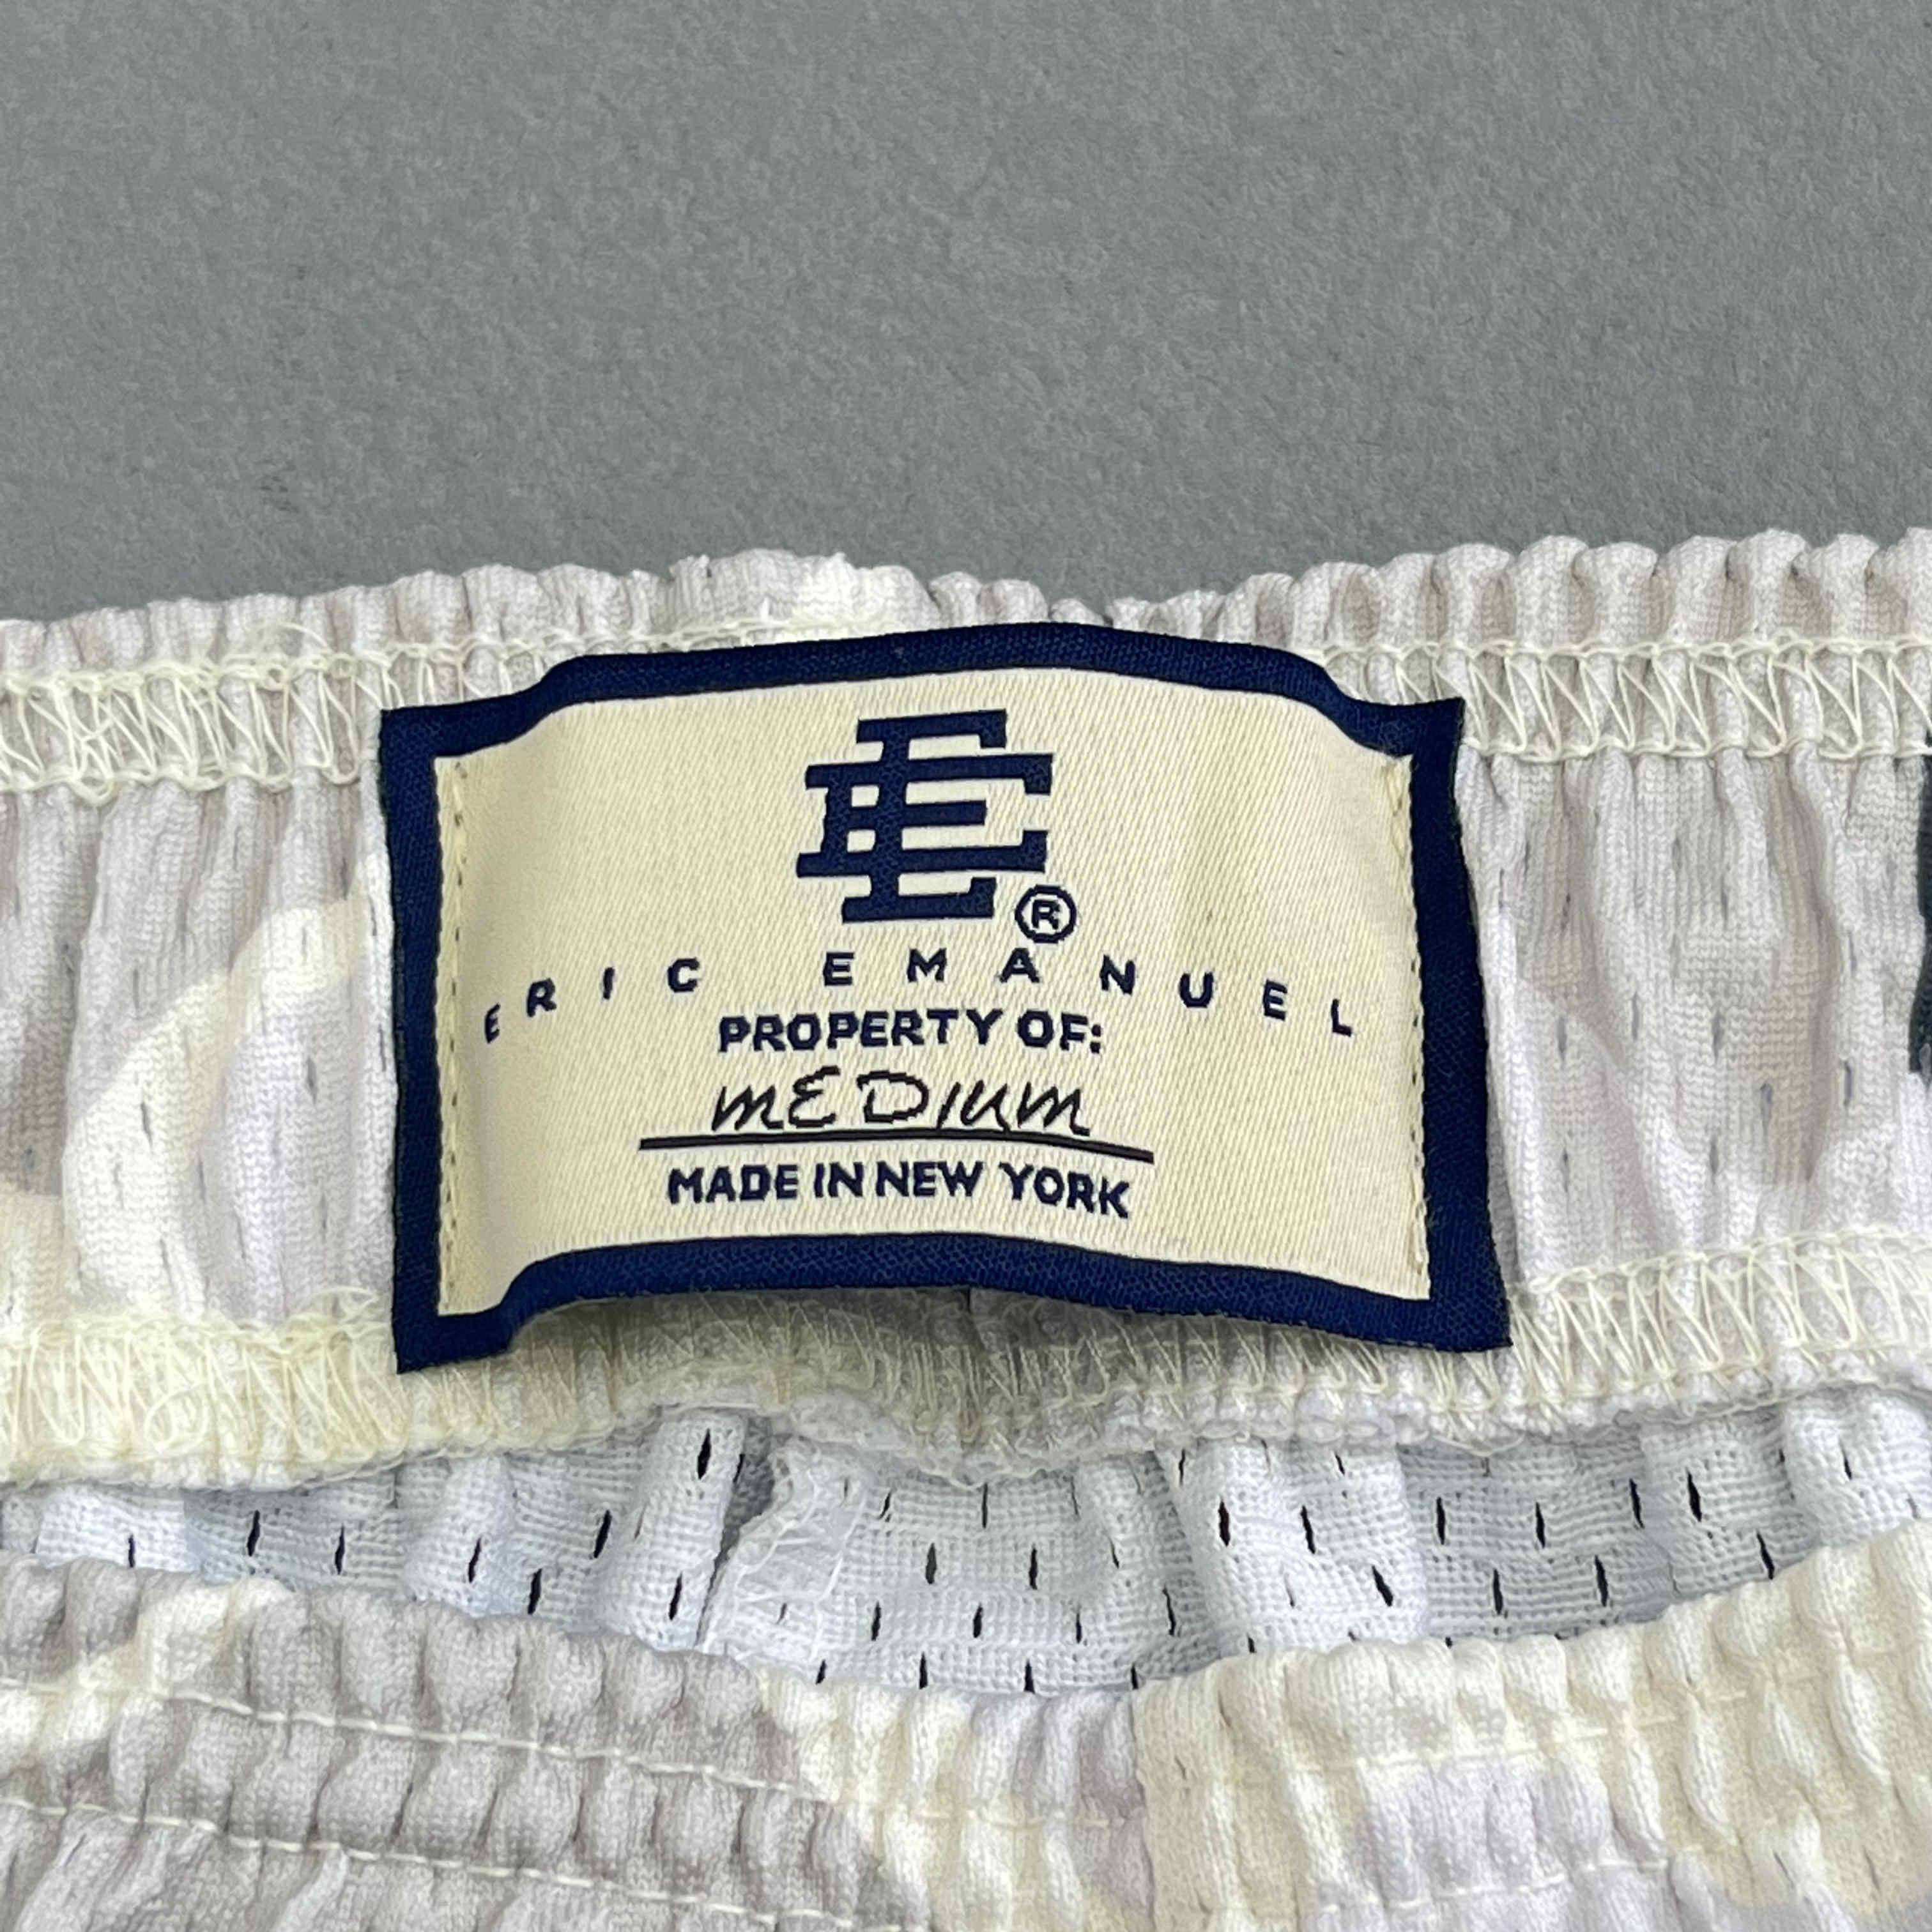 EE®
ERIC EMANUEL
PROPERTY OF:
mEDIum
MADE IN NEW YORK